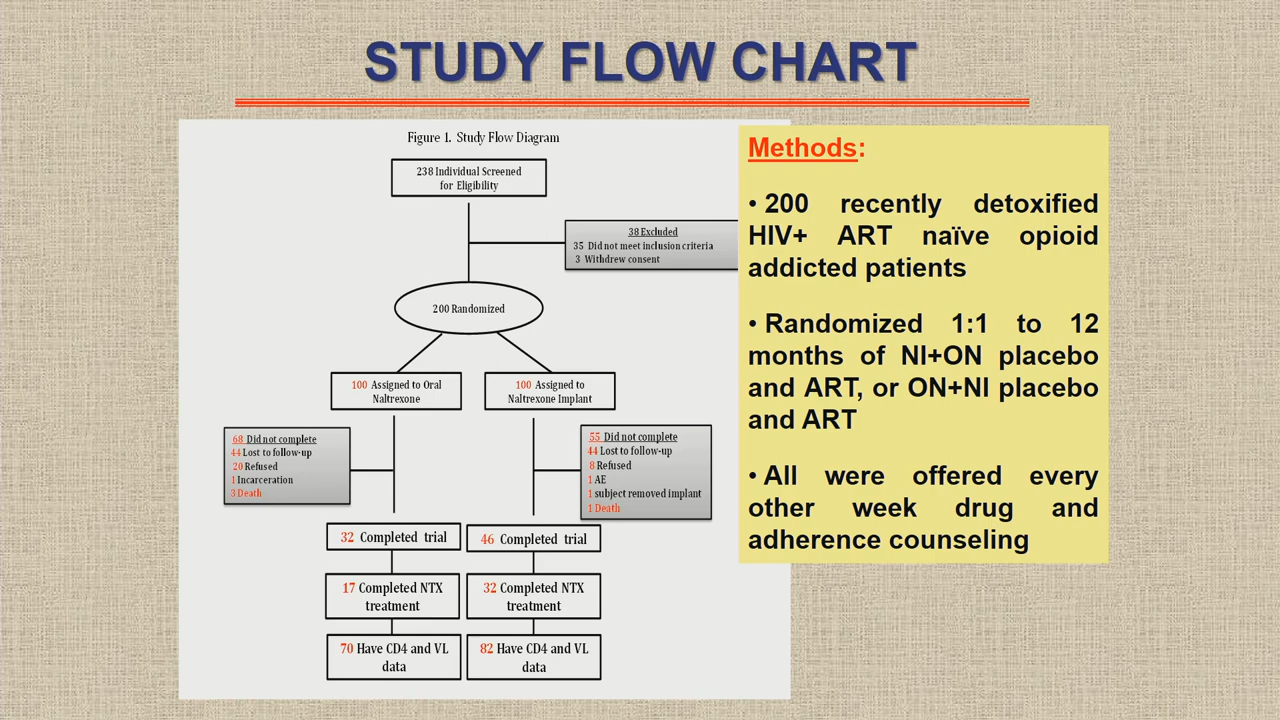 STUDY FLOW CHART
Figure 1. Study Flow Diagram
238 Individual Screened
for Eligibility
38 Excluded
35 Did not meet inclusion criteria
3 Withdrew consent
200 Randomized
100 Assigned to Oral
Naltrexone
100 Assigned to
Naltrexone Implant
68 Did not complete
44 Lost to follow-up
20 Refused
1 Incarceration
3 Death
55 Did not complete
44 Lost to follow-up
8 Refused
1 AE
1 subject removed implant
1 Death
32 Completed trial
46 Completed trial
17 Completed NTX
treatment
32 Completed NTX
treatment
70 Have CD4 and VL
data
82 Have CD4 and VL
data
Methods:
• 200 recently detoxified
HIV+ ART naïve opioid
addicted patients
• Randomized 1:1 to 12
months of NI+ON placebo
and ART, or ON+NI placebo
and ART
• All were offered every
other week drug and
adherence counseling